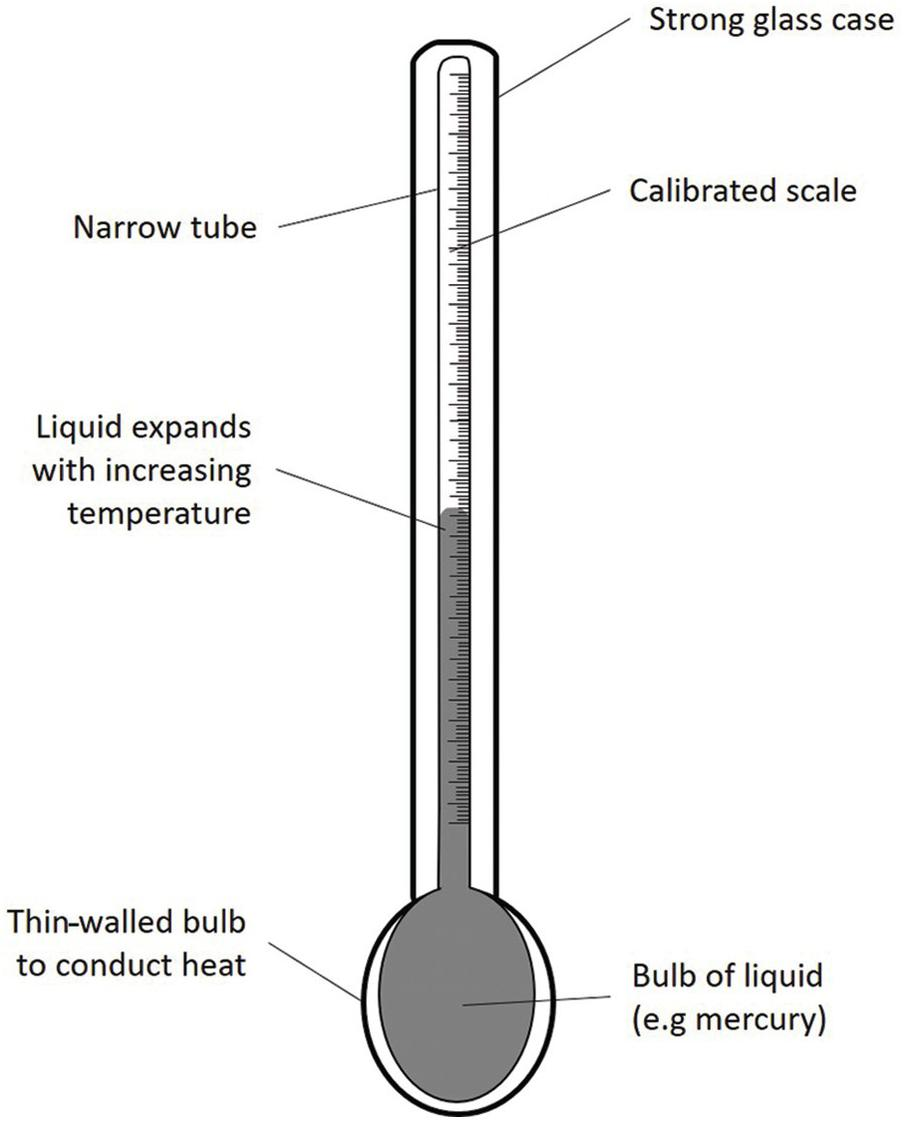 Strong glass case
Calibrated scale
Narrow tube
Liquid expands
with increasing
temperature
Thin-walled bulb
to conduct heat
Bulb of liquid
(e.g mercury)